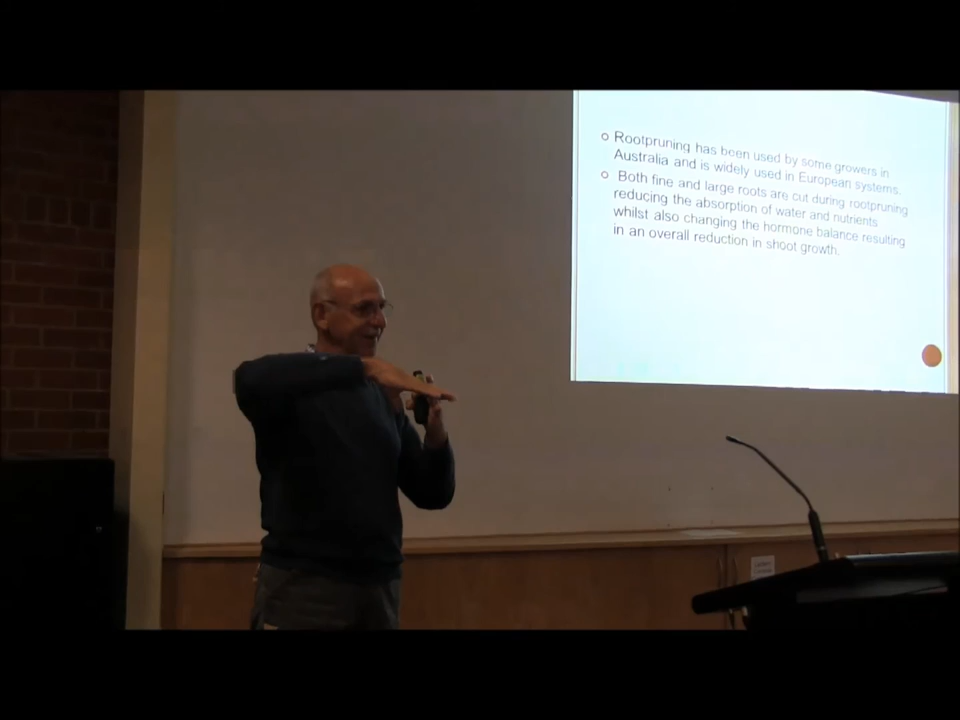 Rootpruning has been used by some growers in
Australia and is widely used in European systems.
Both fine and large roots are cut during rootpruning
reducing the absorption of water and nutrients
whilst also changing the hormone balance resulting
in an overall reduction in shoot growth.